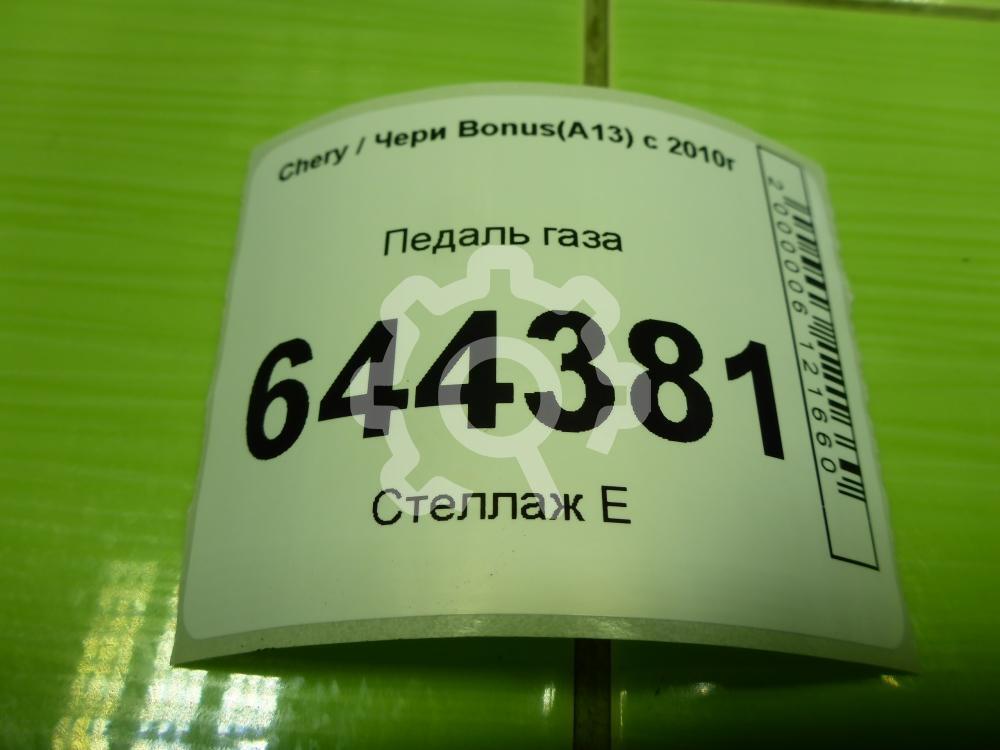 Chery / Чери Bonus(A13) с 2010г
Педаль газа
644381
Стеллаж Е
2000006121660